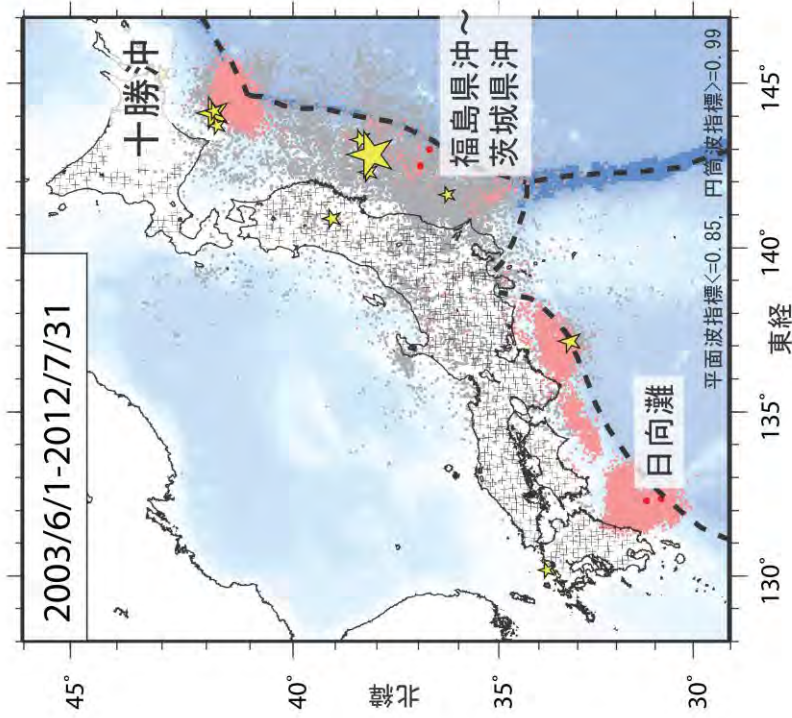 2003/6/1-2012/7/31
十勝沖
福島県沖～
茨城県沖
日向灘
平面波指標<=0.85, 円筒波指標>=0.99
45°
40°
35°
30°
北緯
130°
135°
140°
145°
東経